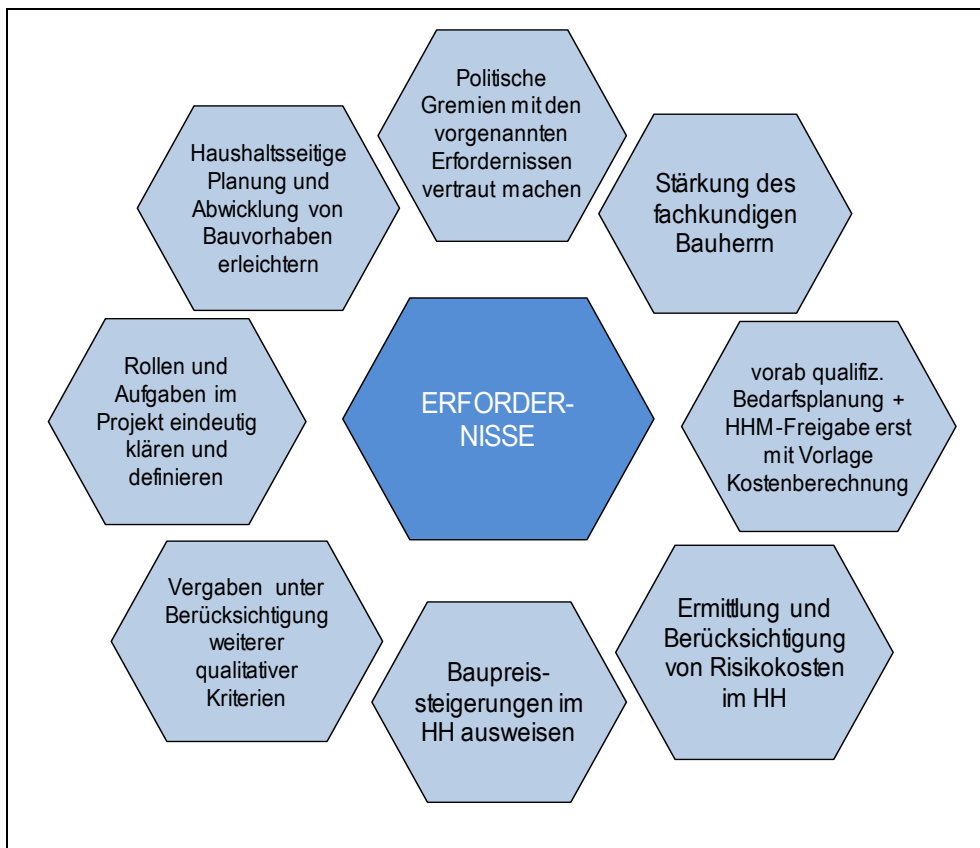 Politische
Gremien mit den
vorgenannten
Erfordernissen
vertraut machen
Haushaltsseitige
Planung und
Abwicklung von
Bauvorhaben
erleichtern
Stärkung des
fachkundigen
Bauherrn
Rollen und
Aufgaben im
Projekt eindeutig
klären und
definieren
ERFORDER-
NISSE
vorab qualifiz.
Bedarfsplanung +
HHM-Freigabe erst
mit Vorlage
Kostenberechnung
Vergaben unter
Berücksichtigung
weiterer
qualitativer
Kriterien
Baupreis-
steigerungen im
HH ausweisen
Ermittlung und
Berücksichtigung
von Risikokosten
im HH